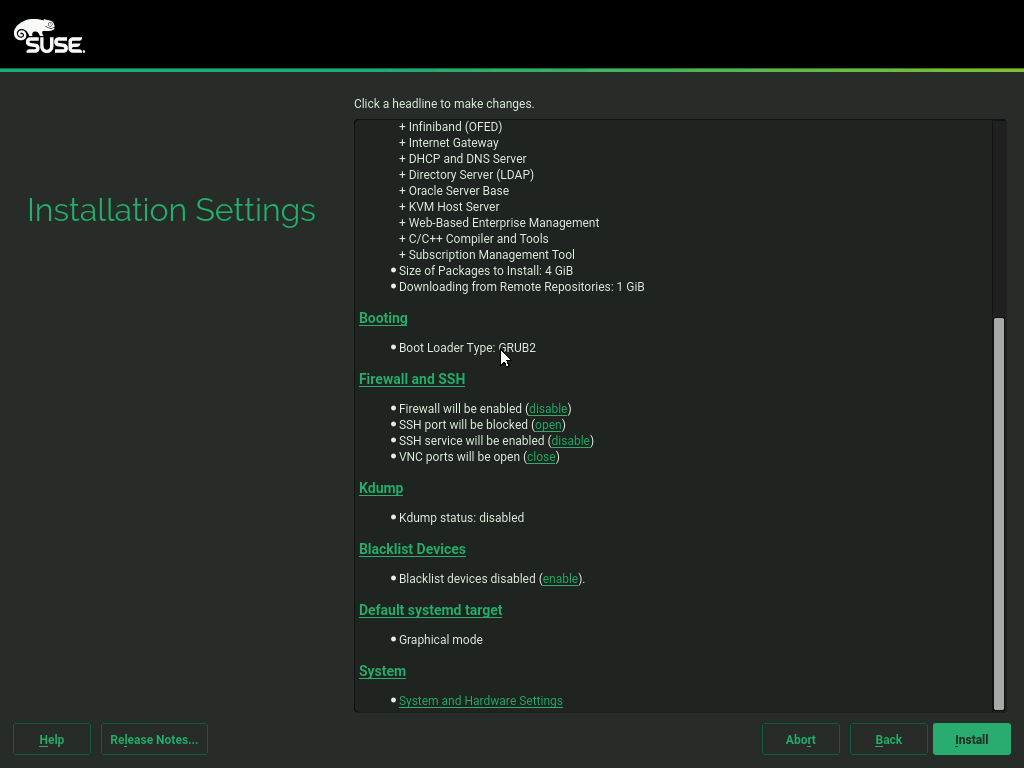 SUSE.
Click a headline to make changes.
Installation Settings
+ Infiniband (OFED)
+ Internet Gateway
+ DHCP and DNS Server
+ Directory Server (LDAP)
+ Oracle Server Base
+ KVM Host Server
+ Web-Based Enterprise Management
+ C/C++ Compiler and Tools
+ Subscription Management Tool
• Size of Packages to Install: 4 GiB
• Downloading from Remote Repositories: 1 GiB
Booting
• Boot Loader Type: GRUB2
Firewall and SSH
• Firewall will be enabled (disable)
• SSH port will be blocked (open)
• SSH service will be enabled (disable)
• VNC ports will be open (close)
Kdump
• Kdump status: disabled
Blacklist Devices
• Blacklist devices disabled (enable).
Default systemd target
• Graphical mode
System
• System and Hardware Settings
Help Release Notes... Abort Back Install